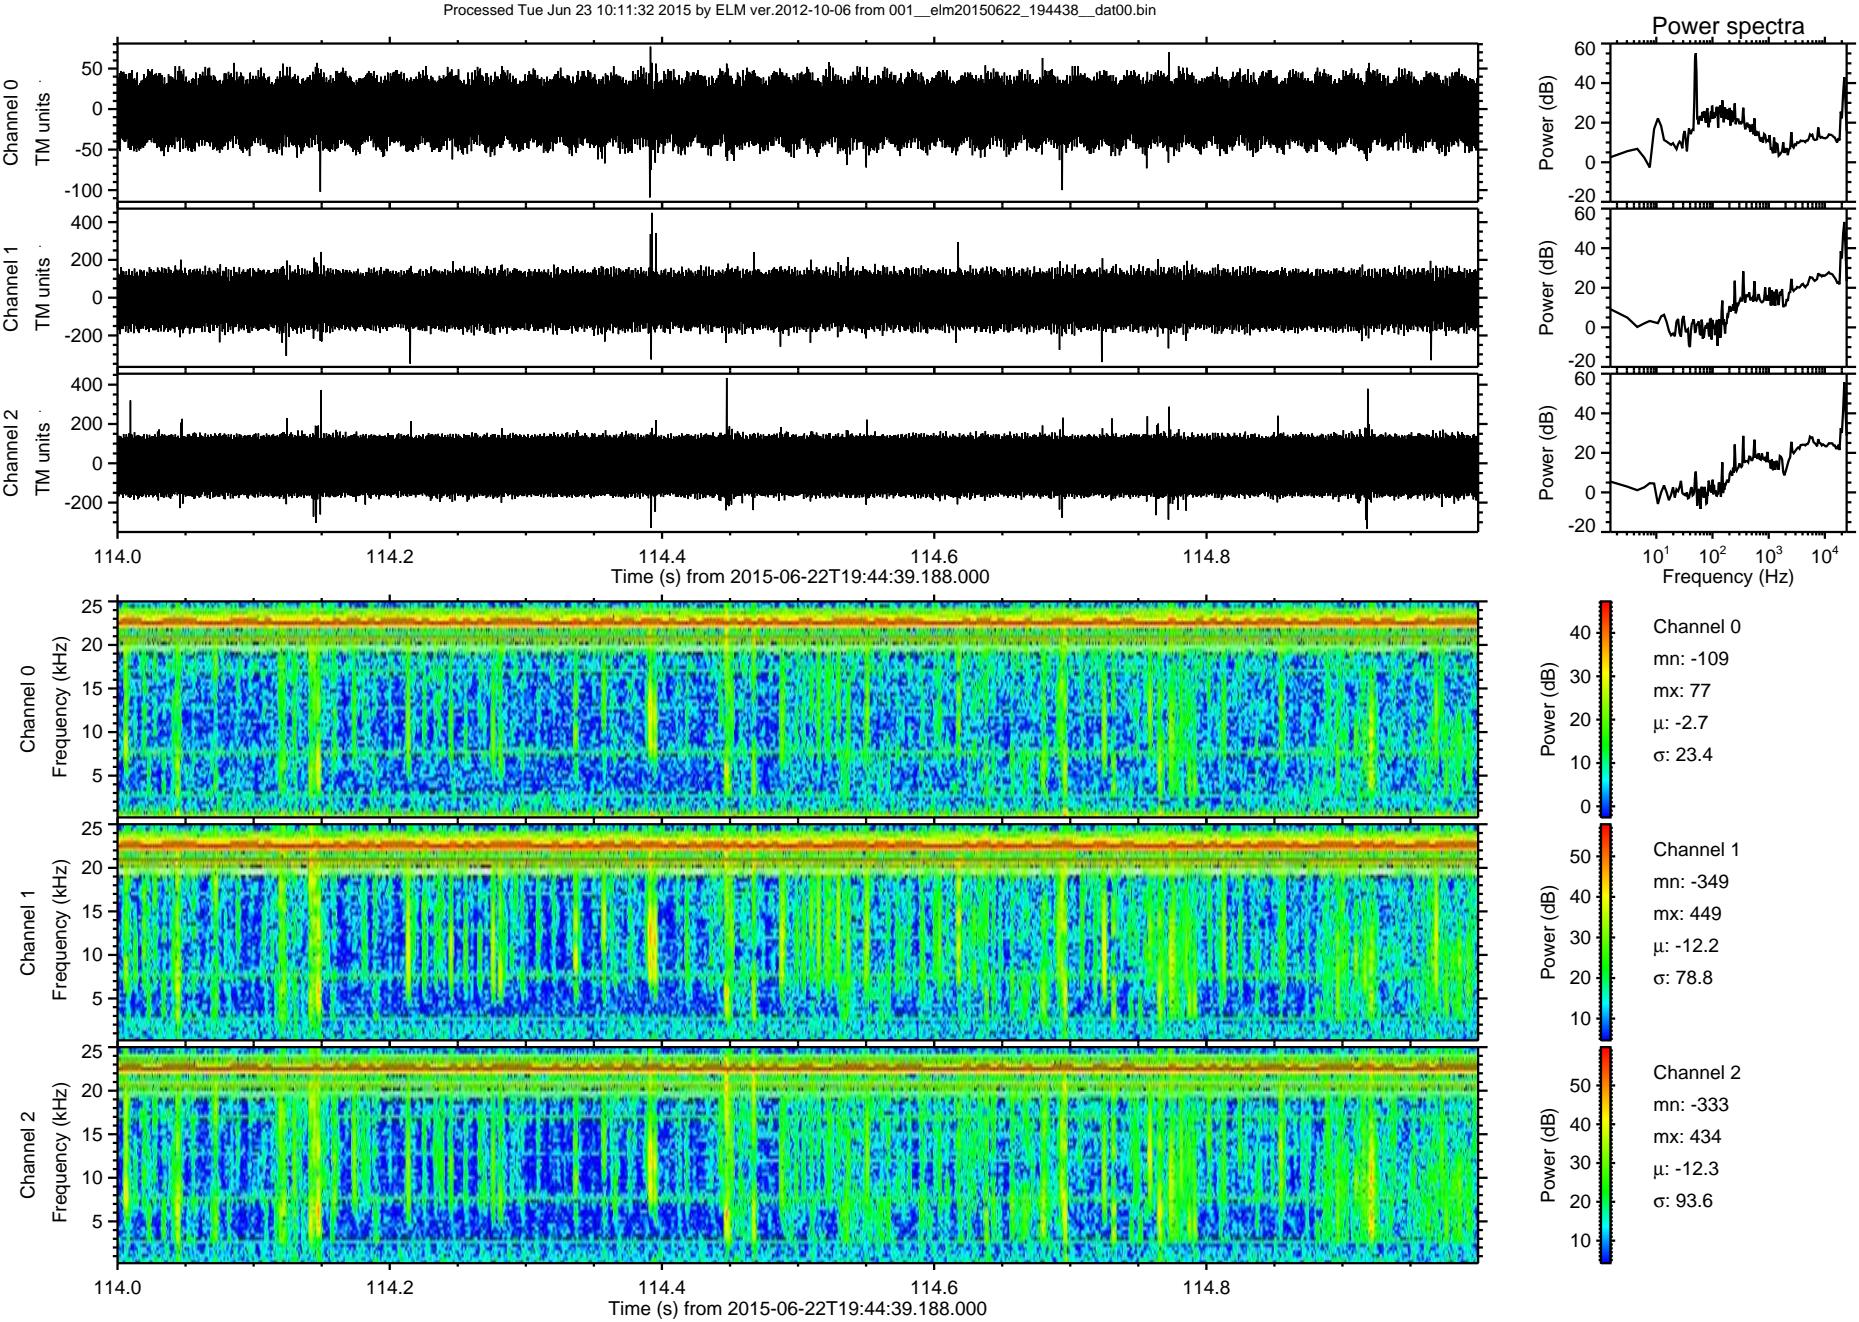 Processed Tue Jun 23 10:11:32 2015 by ELM ver.2012-10-06 from 001__elm20150622_194438__dat00.bin
Power spectra
Channel 0
TM units
50
0
-50
-100
Power (dB)
60
40
20
0
-20
Channel 1
TM units
400
200
0
-200
Power (dB)
60
40
20
0
-20
Channel 2
TM units
400
200
0
-200
Power (dB)
60
40
20
0
-20
114.0 114.2 114.4 114.6 114.8
Time (s) from 2015-06-22T19:44:39.188.000
10¹ 10² 10³ 10⁴
Frequency (Hz)
Channel 0
Frequency (kHz)
25
20
15
10
5
Power (dB)
40
30
20
10
0
Channel 0
mn: -109
mx: 77
μ: -2.7
σ: 23.4
Channel 1
Frequency (kHz)
25
20
15
10
5
Power (dB)
50
40
30
20
10
Channel 1
mn: -349
mx: 449
μ: -12.2
σ: 78.8
Channel 2
Frequency (kHz)
25
20
15
10
5
Power (dB)
50
40
30
20
10
Channel 2
mn: -333
mx: 434
μ: -12.3
σ: 93.6
114.0 114.2 114.4 114.6 114.8
Time (s) from 2015-06-22T19:44:39.188.000